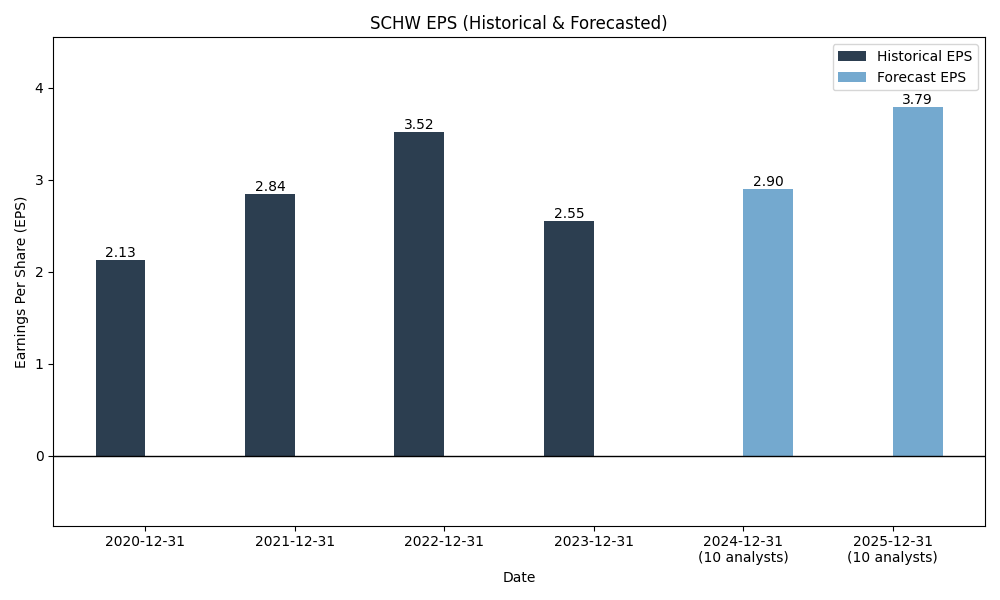 SCHW EPS (Historical & Forecasted)
Historical EPS
Forecast EPS
Earnings Per Share (EPS)
4
3
2
1
0
2.13
2.84
3.52
2.55
2.90
3.79
2020-12-31
2021-12-31
2022-12-31
2023-12-31
2024-12-31
(10 analysts)
2025-12-31
(10 analysts)
Date